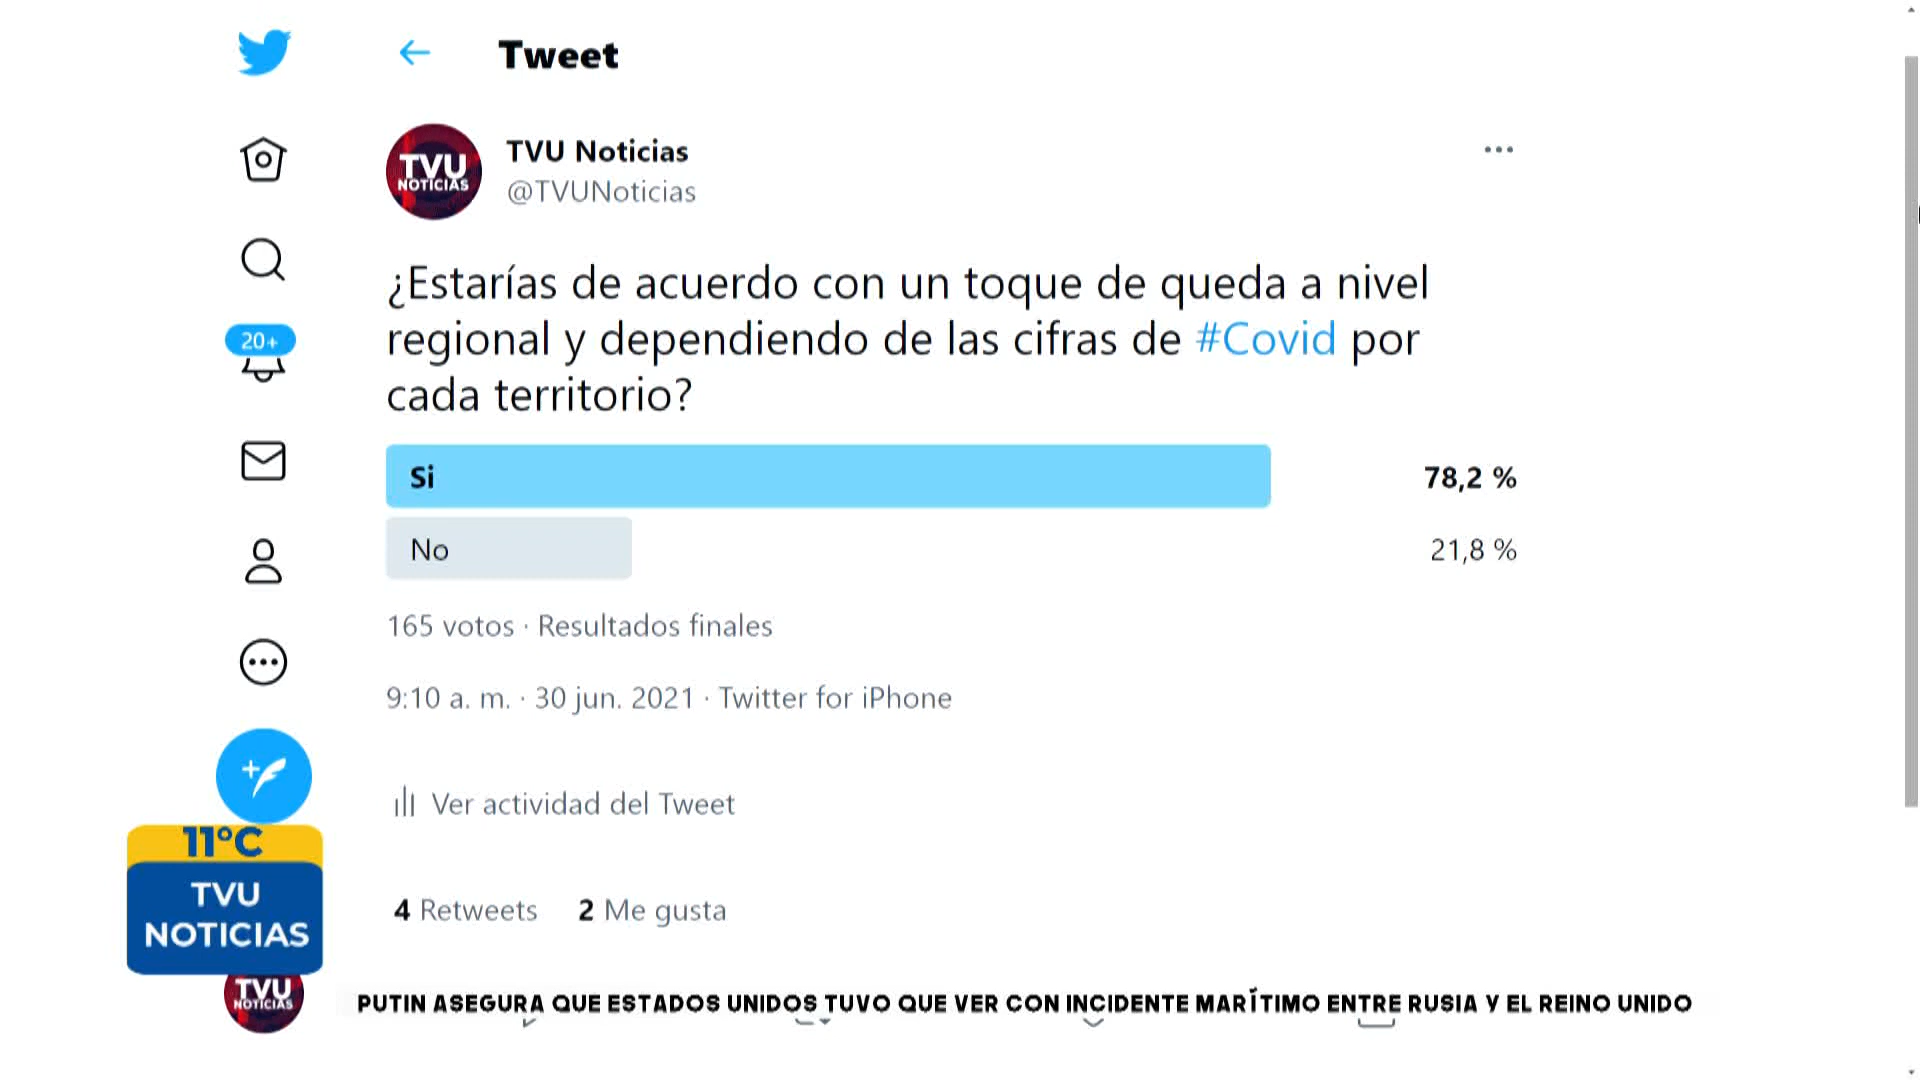 Tweet
TVU
NOTICIAS
TVU Noticias
@TVUNoticias
¿Estarías de acuerdo con un toque de queda a nivel
regional y dependiendo de las cifras de #Covid por
cada territorio?
20+
Si 78,2 %
No 21,8 %
165 votos · Resultados finales
9:10 a. m. · 30 jun. 2021 · Twitter for iPhone
Ver actividad del Tweet
4 Retweets 2 Me gusta
11°C
TVU
NOTICIAS
TVU
NOTICIAS
PUTIN ASEGURA QUE ESTADOS UNIDOS TUVO QUE VER CON INCIDENTE MARÍTIMO ENTRE RUSIA Y EL REINO UNIDO